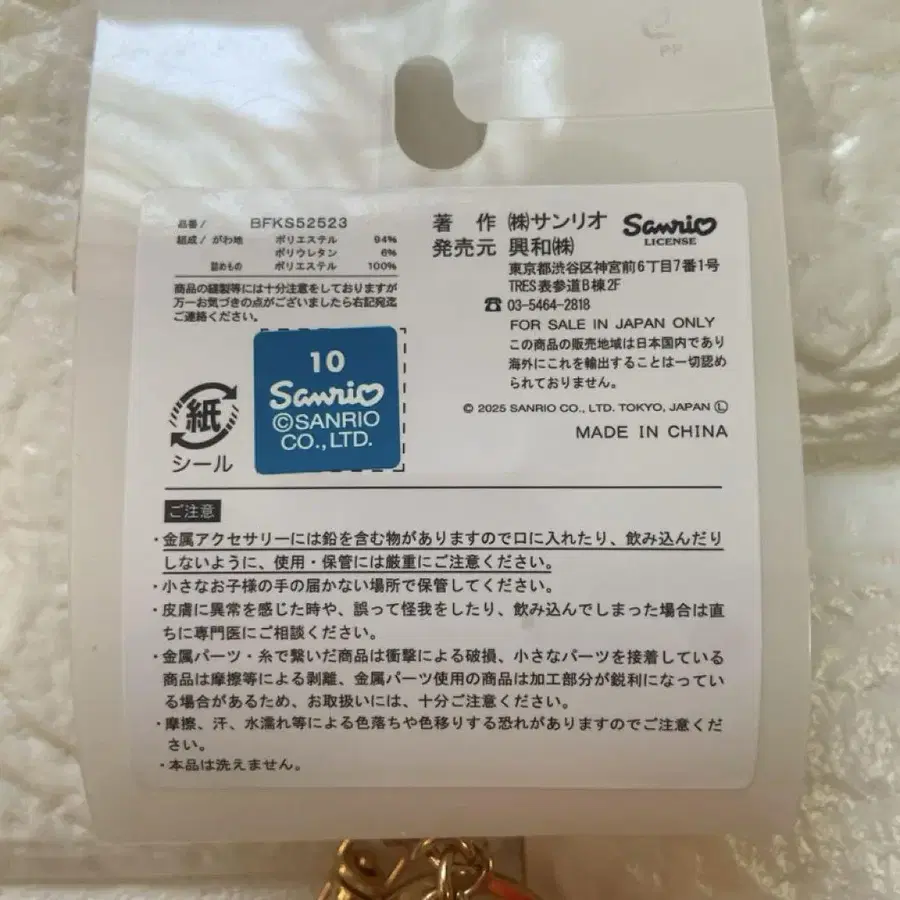 PP
品番/ BFKS52523
組成/がわ地 ポリエステル 94%
ポリウレタン 6%
詰めもの ポリエステル 100%
商品の縫製等には十分注意をしておりますが
万一お気づきの点がございましたら右記宛迄
ご連絡ください。
著作 ㈱サンリオ Sanrio
LICENSE
発売元 興和㈱
東京都渋谷区神宮前6丁目7番1号
TRES表参道B棟2F
☎ 03-5464-2818
FOR SALE IN JAPAN ONLY
この商品の販売地域は日本国内であり
海外にこれを輸出することは一切認め
られておりません。
© 2025 SANRIO CO., LTD. TOKYO, JAPAN Ⓛ
MADE IN CHINA
紙
シール
10
Sanrio
©SANRIO
CO., LTD.
ご注意
・金属アクセサリーには鉛を含む物がありますので口に入れたり、飲み込んだり
しないように、使用・保管には厳重にご注意ください。
・小さなお子様の手の届かない場所で保管してください。
・皮膚に異常を感じた時や、誤って怪我をしたり、飲み込んでしまった場合は直
ちに専門医にご相談ください。
・金属パーツ・糸で繋いだ商品は衝撃による破損、小さなパーツを接着している
商品は摩擦等による剥離、金属パーツ使用の商品は加工部分が鋭利になってい
る場合があるため、お取扱いには、十分ご注意ください。
・摩擦、汗、水濡れ等による色落ちや色移りする恐れがありますのでご注意くだ
さい。
・本品は洗えません。